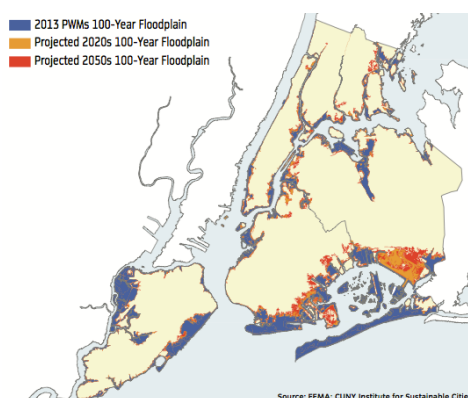 2013 PWMs 100-Year Floodplain
Projected 2020s 100-Year Floodplain
Projected 2050s 100-Year Floodplain
Source: FEMA; CUNY Institute for Sustainable Citie